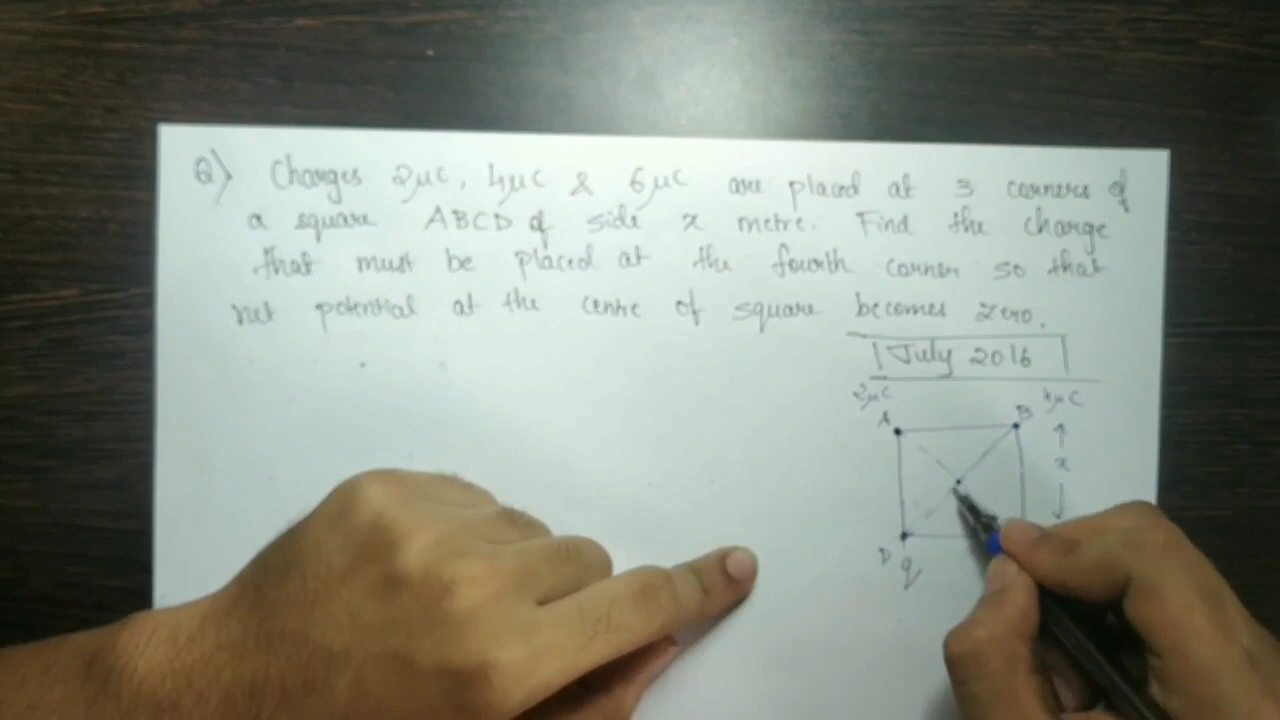 Q) Charges 2μC, 4μC & 6μC are placed at 3 corners of
a square ABCD of side x metre. Find the charge
that must be placed at the fourth corner so that
net potential at the centre of square becomes zero.
July 2016
2μC 4μC
A B
x
D
q